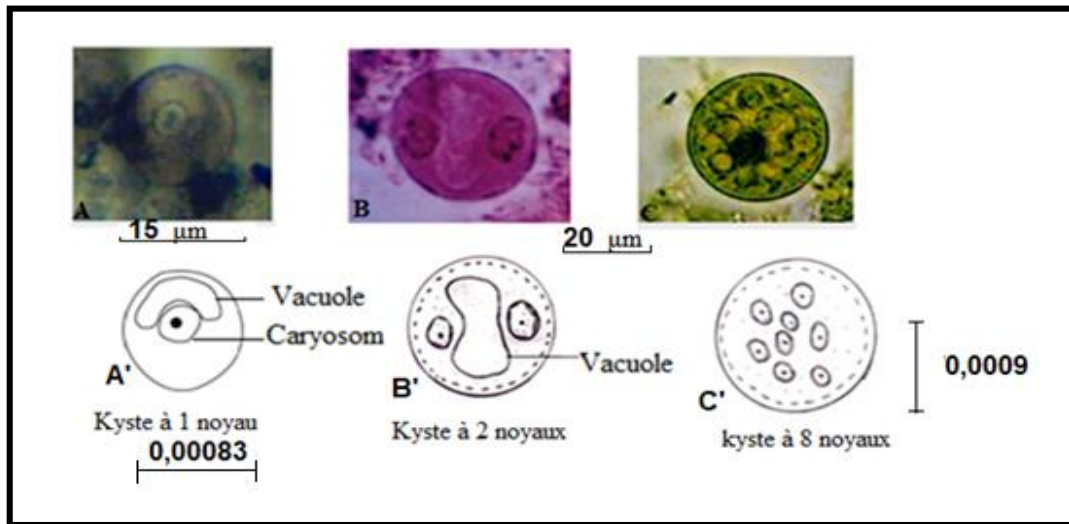 A
B
C
15 µm
20 µm
Vacuole
Caryosom
A'
Kyste à 1 noyau
0,00083
B'
Vacuole
Kyste à 2 noyaux
C'
kyste à 8 noyaux
0,0009